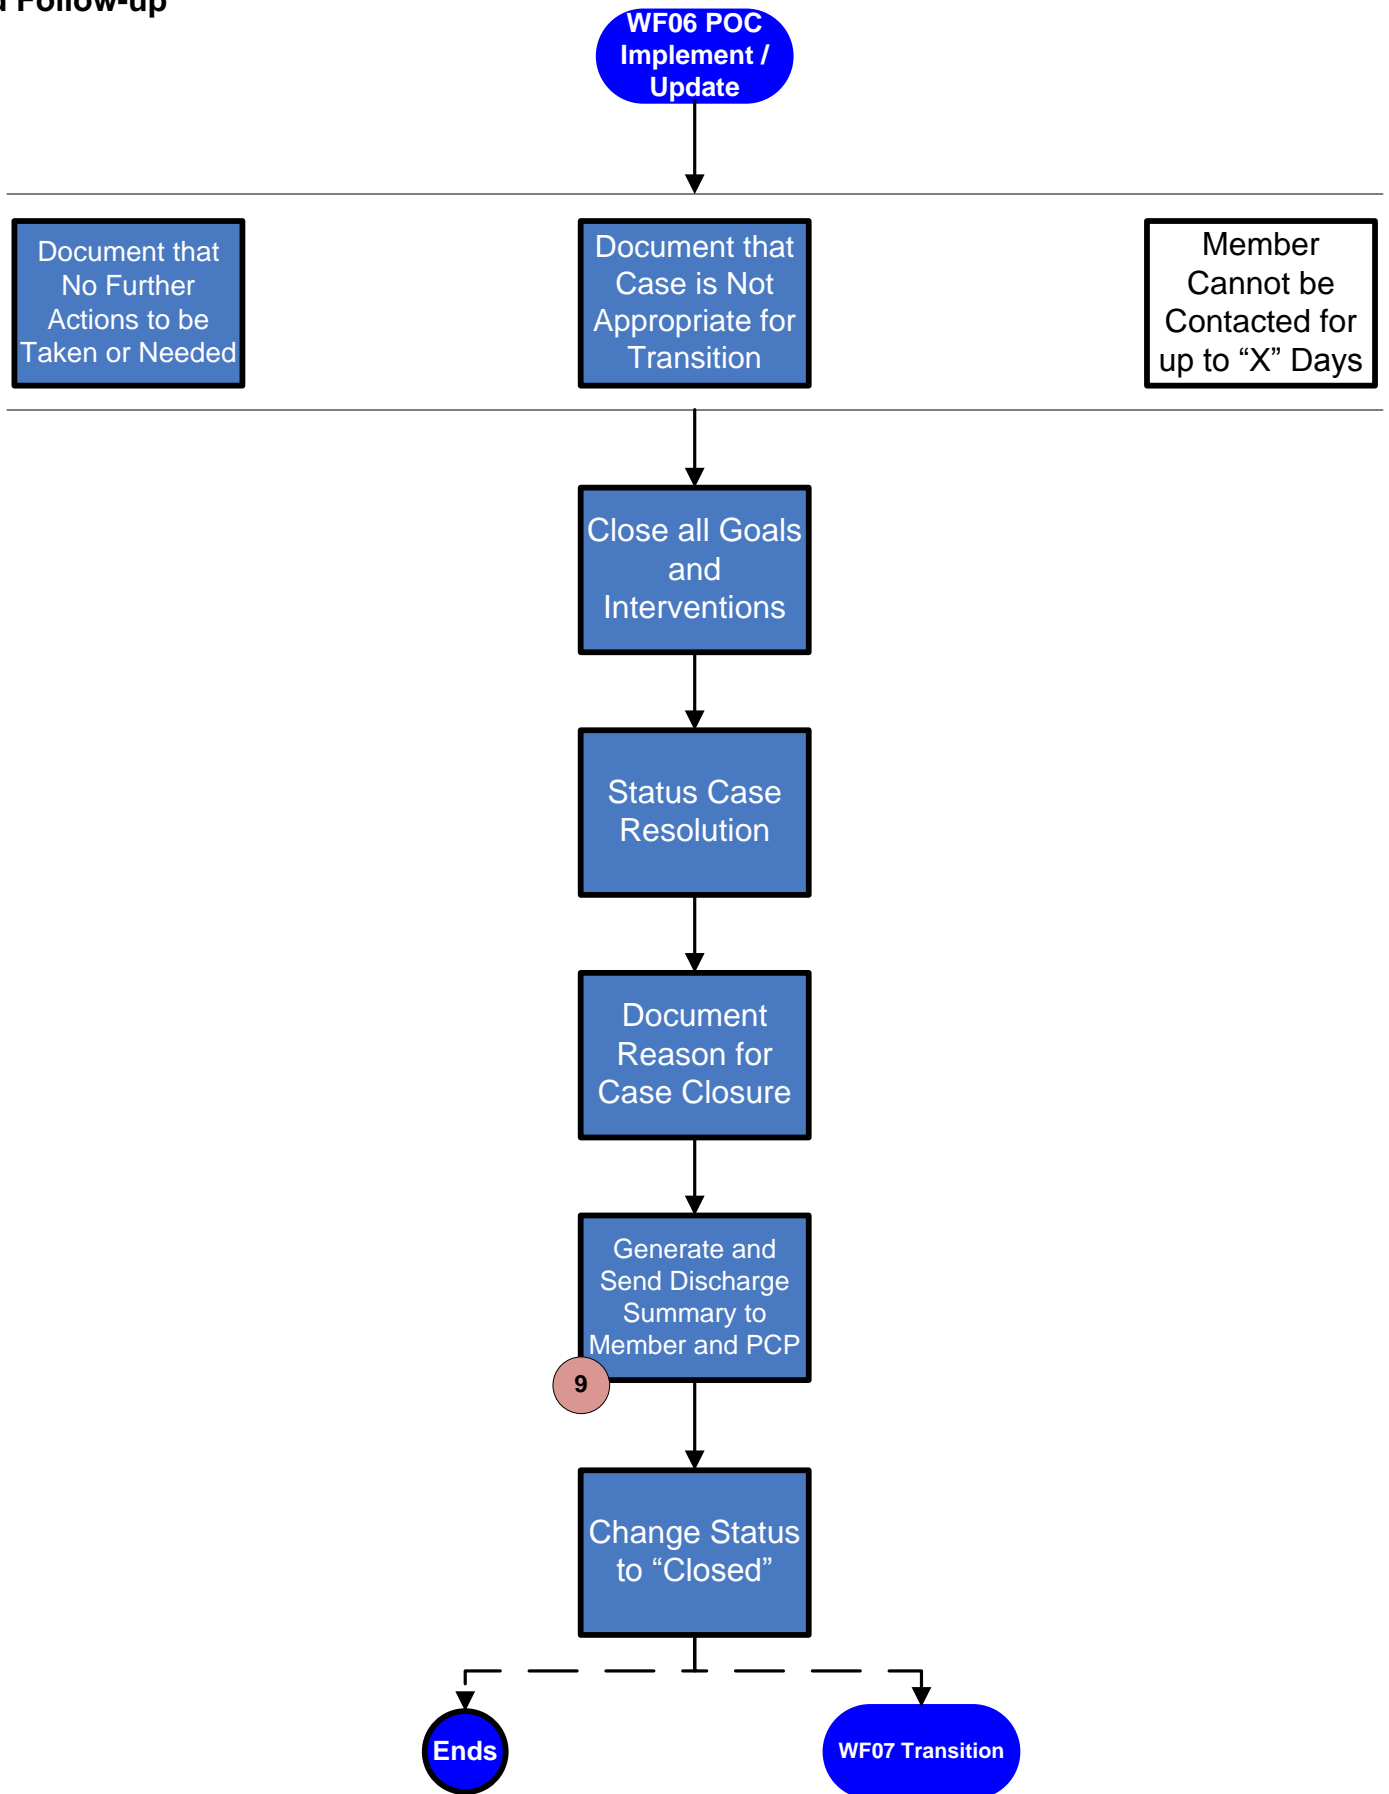 Follow-up
WF06 POC
Implement /
Update
Document that
No Further
Actions to be
Taken or Needed
Document that
Case is Not
Appropriate for
Transition
Member
Cannot be
Contacted for
up to “X” Days
Close all Goals
and
Interventions
Status Case
Resolution
Document
Reason for
Case Closure
Generate and
Send Discharge
Summary to
Member and PCP
9
Change Status
to “Closed”
Ends
WF07 Transition